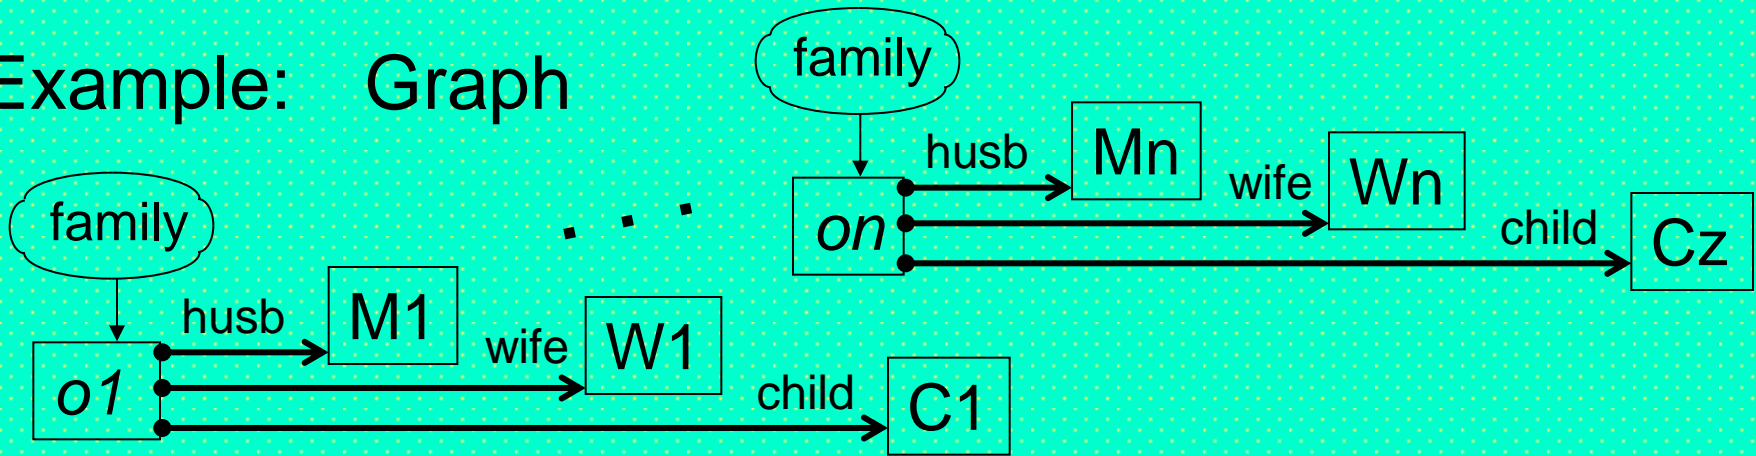 Example: Graph
family
husb
Mn
wife
Wn
child
Cz
on
. . .
family
husb
M1
wife
W1
child
C1
o1